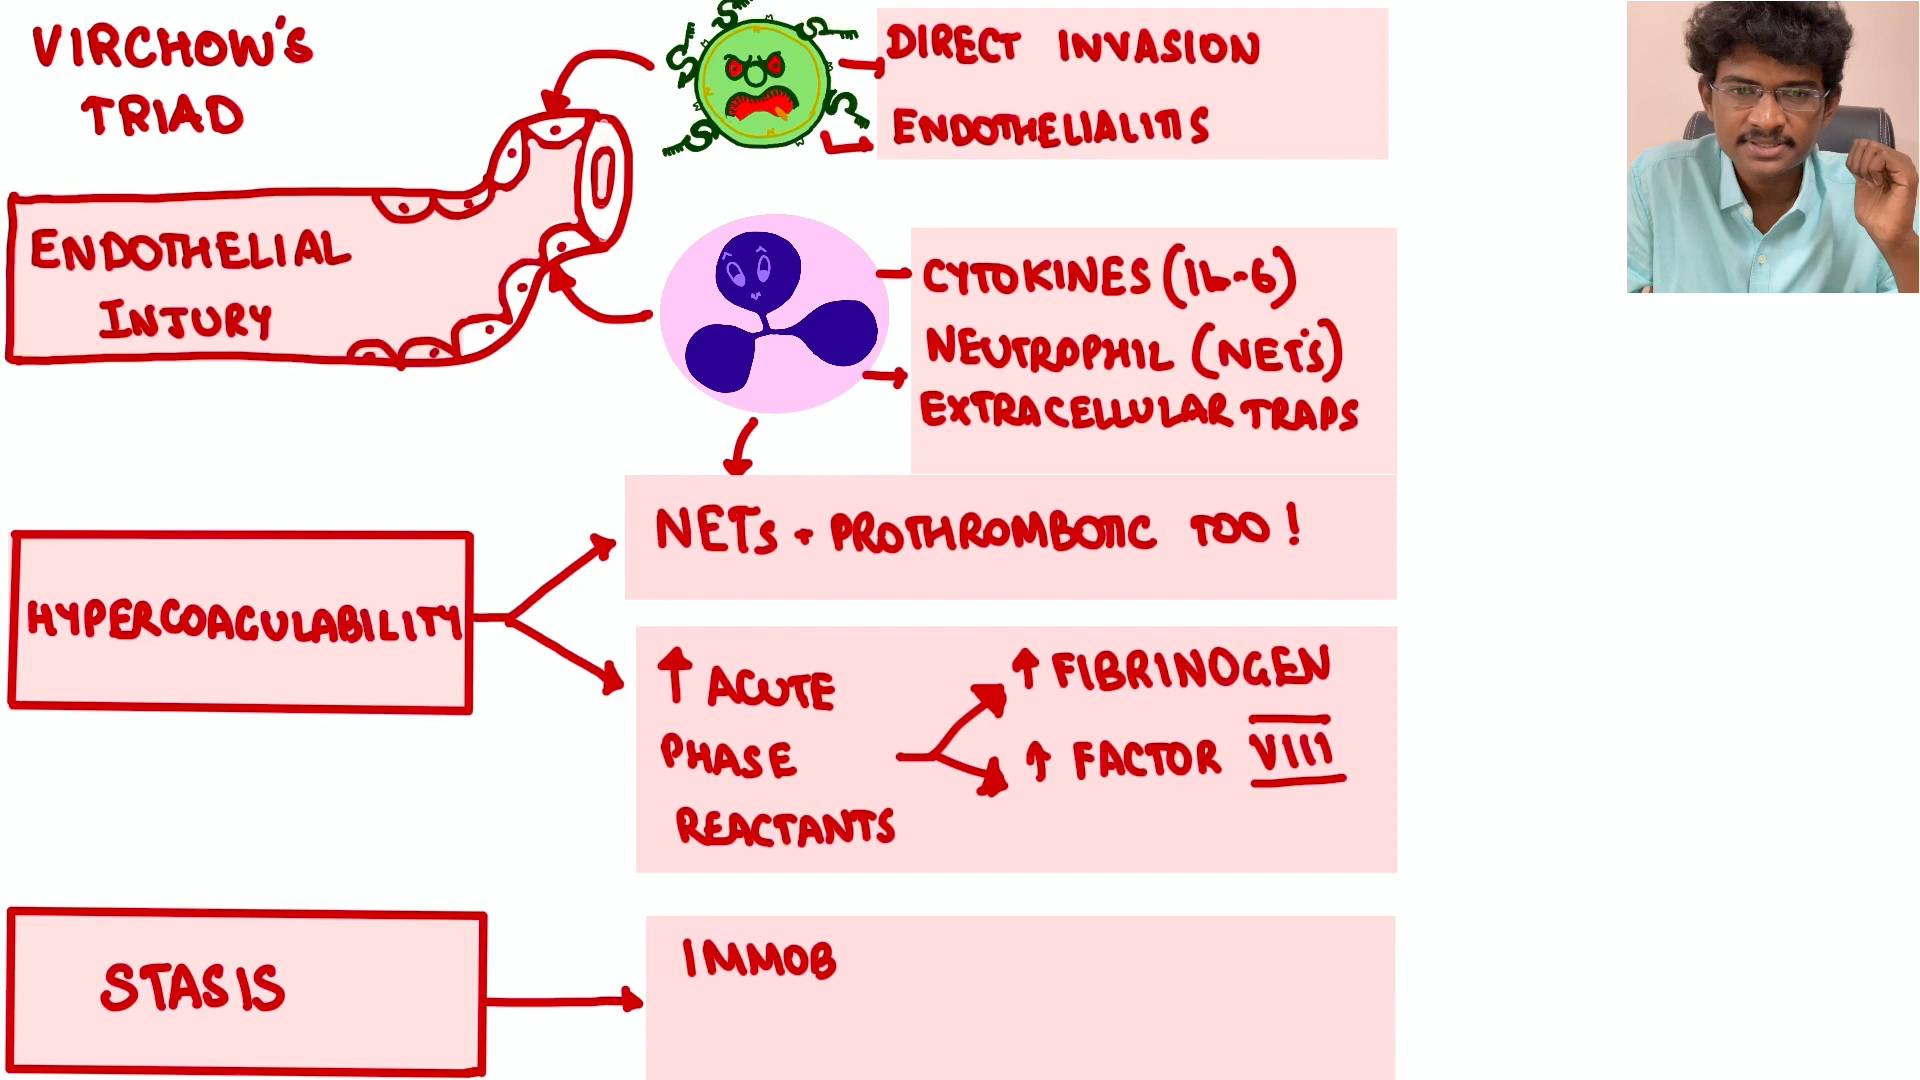 VIRCHOW'S
TRIAD
DIRECT INVASION
ENDOTHELIALITIS
ENDOTHELIAL
INJURY
CYTOKINES (IL-6)
NEUTROPHIL (NET'S)
EXTRACELLULAR TRAPS
NETs - PROTHROMBOTIC TOO!
HYPERCOAGULABILITY
↑ ACUTE
PHASE
REACTANTS
↑ FIBRINOGEN
↑ FACTOR VIII
STASIS
IMMOB